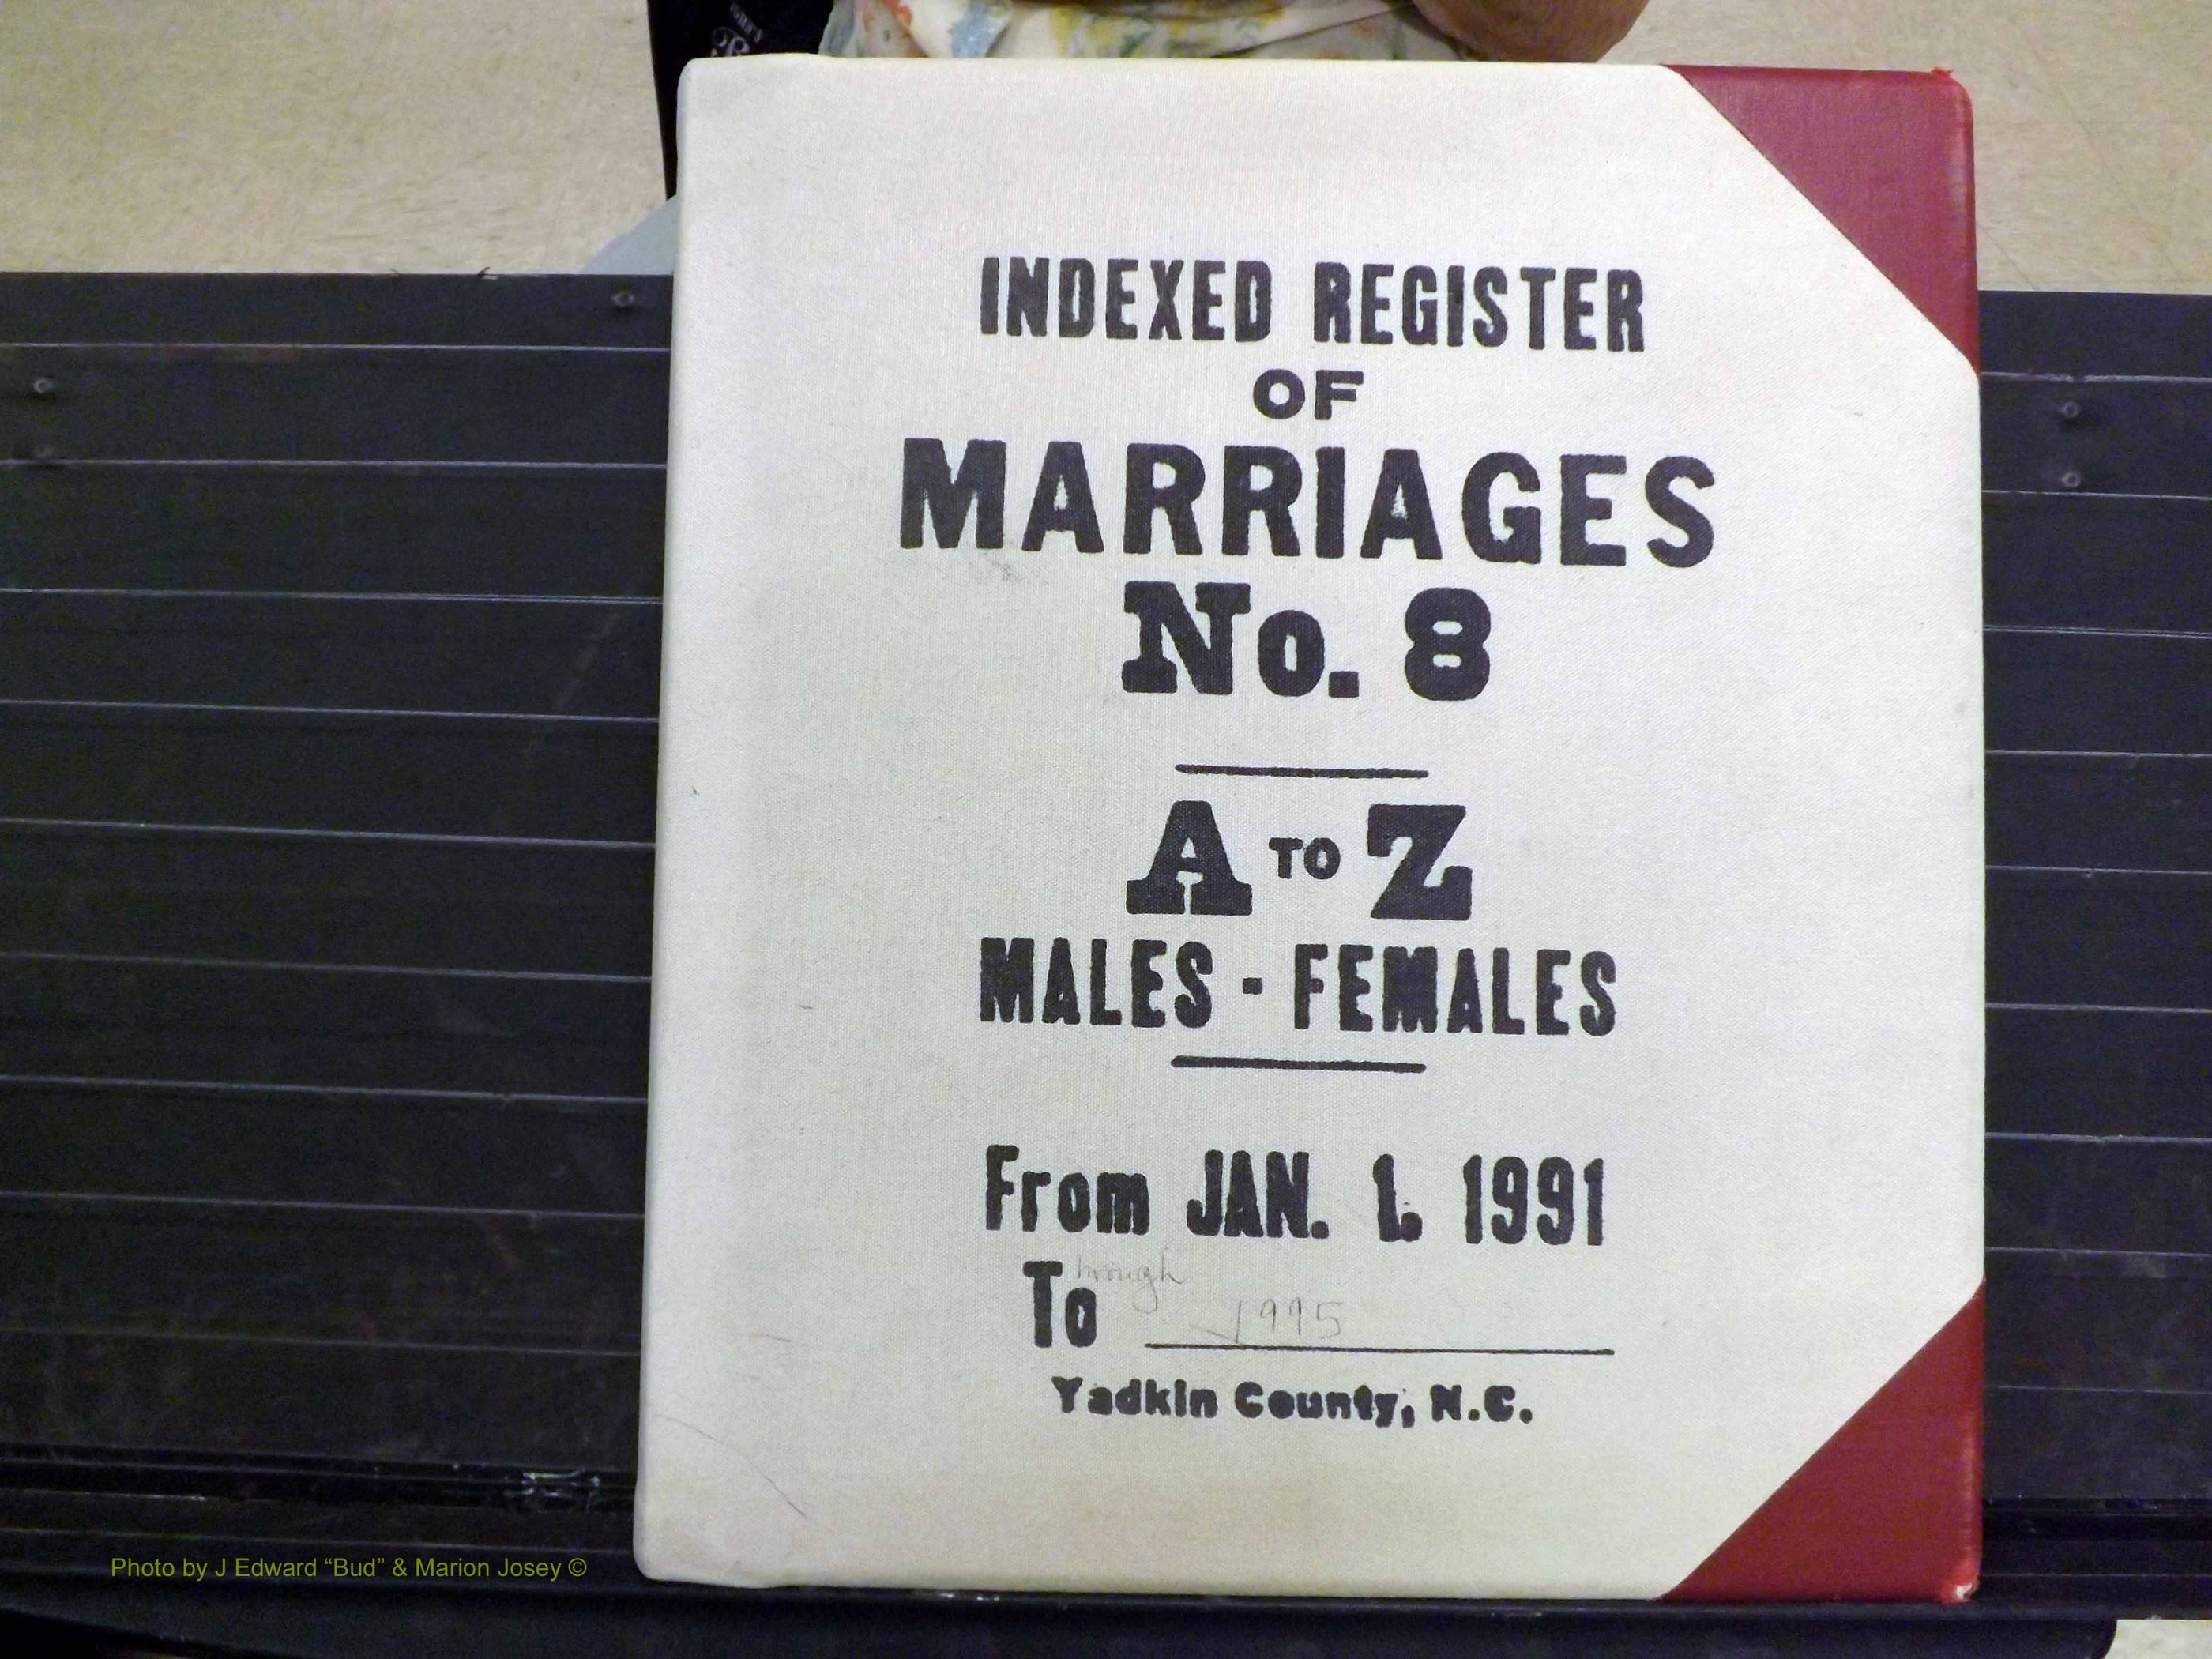 INDEXED REGISTER
OF
MARRIAGES
No. 8
A TO Z
MALES - FEMALES
From JAN. 1. 1991
Through
To 1995
Yadkin County, N.C.
Photo by J Edward “Bud” & Marion Josey ©